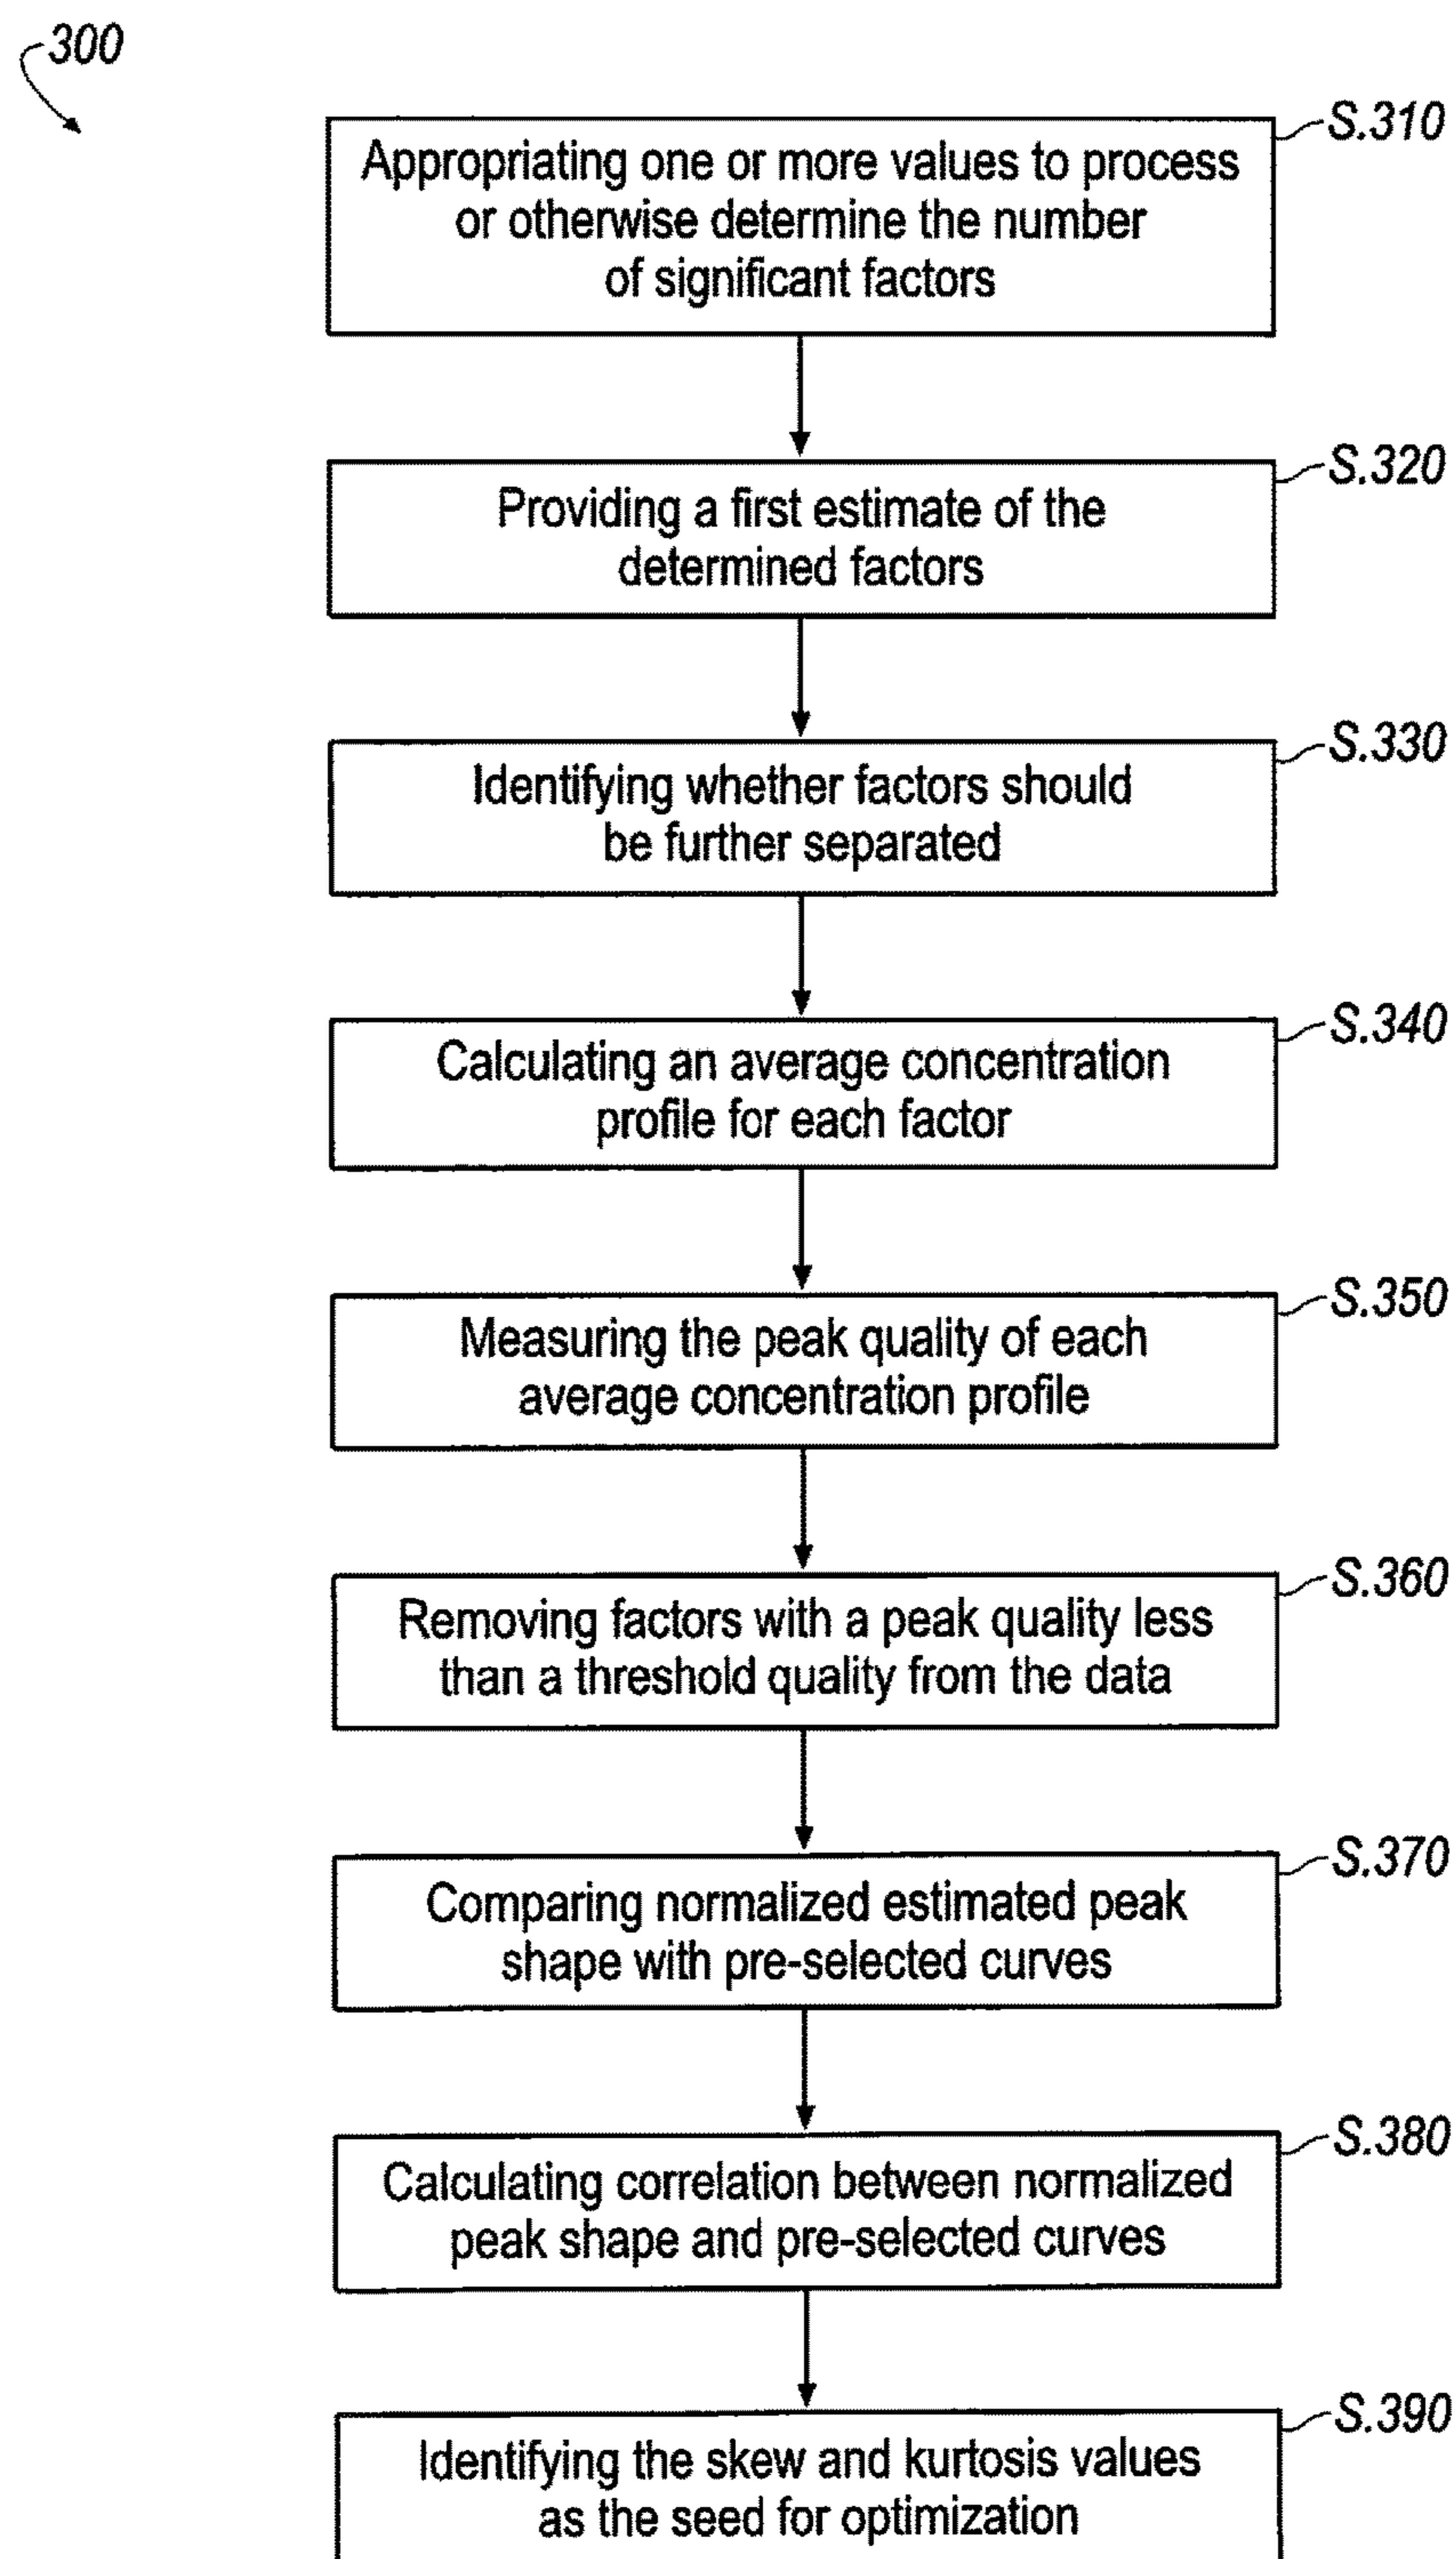 300
S.310
Appropriating one or more values to process
or otherwise determine the number
of significant factors
S.320
Providing a first estimate of the
determined factors
S.330
Identifying whether factors should
be further separated
S.340
Calculating an average concentration
profile for each factor
S.350
Measuring the peak quality of each
average concentration profile
S.360
Removing factors with a peak quality less
than a threshold quality from the data
S.370
Comparing normalized estimated peak
shape with pre-selected curves
S.380
Calculating correlation between normalized
peak shape and pre-selected curves
S.390
Identifying the skew and kurtosis values
as the seed for optimization